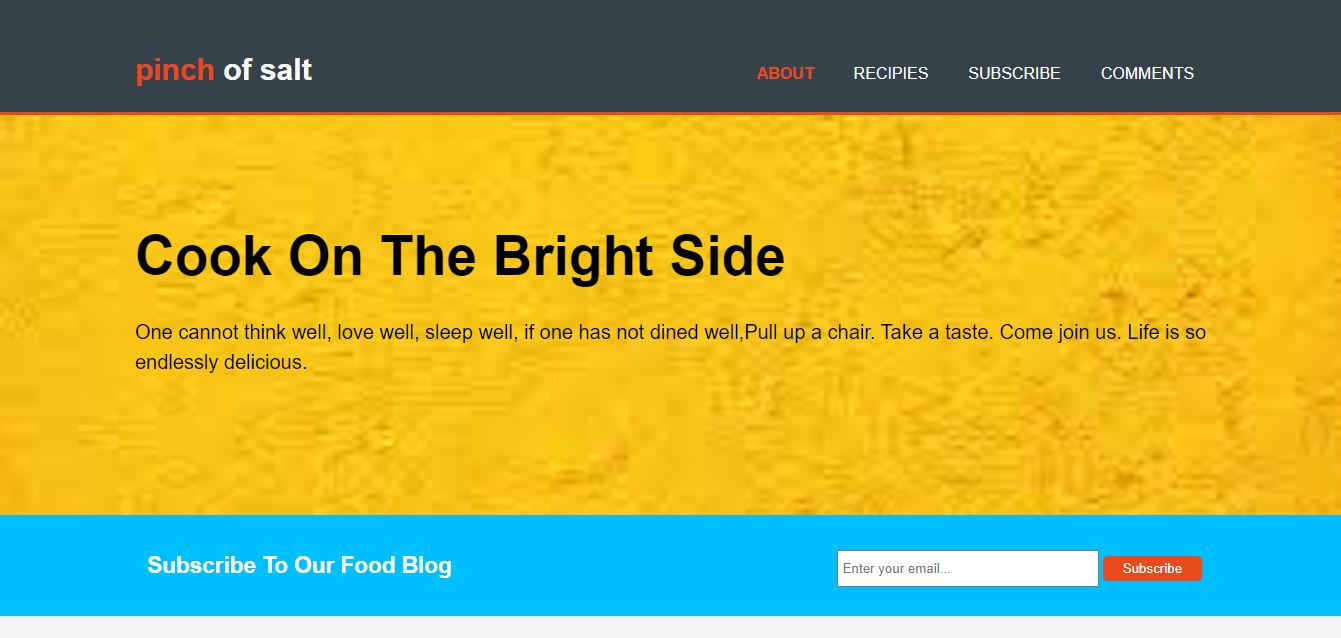 pinch of salt
ABOUT RECIPIES SUBSCRIBE COMMENTS
Cook On The Bright Side
One cannot think well, love well, sleep well, if one has not dined well,Pull up a chair. Take a taste. Come join us. Life is so
endlessly delicious.
Subscribe To Our Food Blog
Enter your email...
Subscribe